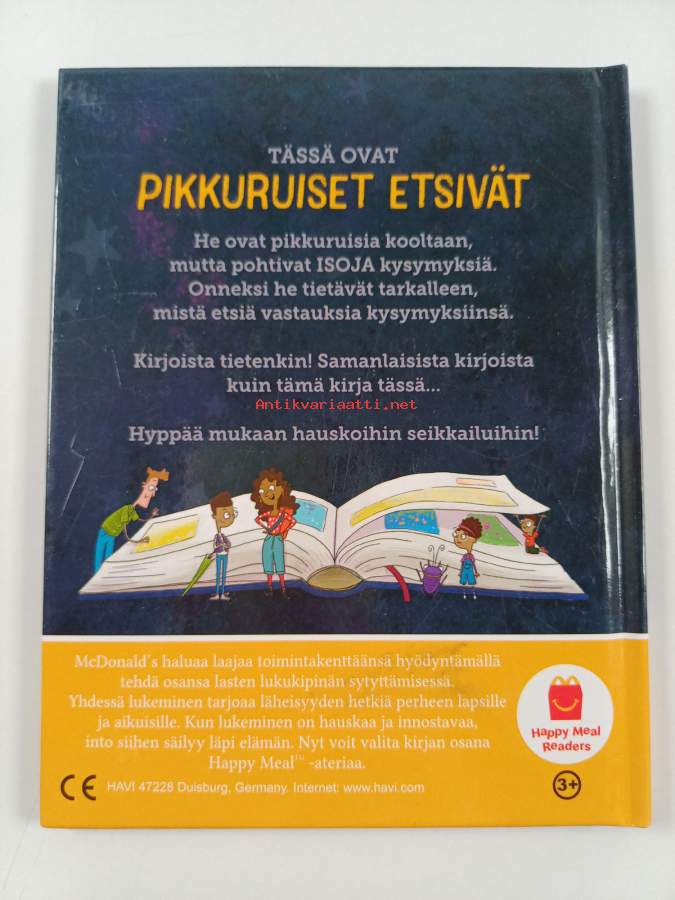 TÄSSÄ OVAT
PIKKURUISET ETSIVÄT
He ovat pikkuruisia kooltaan,
mutta pohtivat ISOJA kysymyksiä.
Onneksi he tietävät tarkalleen,
mistä etsiä vastauksia kysymyksiinsä.
Kirjoista tietenkin! Samanlaisista kirjoista
kuin tämä kirja tässä...
Antikvariaatti.net
Hyppää mukaan hauskoihin seikkailuihin!
McDonald's haluaa laajaa toimintakenttäänsä hyödyntämällä
tehdä osansa lasten lukukipinän sytyttämisessä.
Yhdessä lukeminen tarjoaa läheisyyden hetkiä perheen lapsille
ja aikuisille. Kun lukeminen on hauskaa ja innostavaa,
into siihen säilyy läpi elämän. Nyt voit valita kirjan osana
Happy Meal™ -ateriaa.
Happy Meal
Readers
CE HAVI 47228 Duisburg, Germany. Internet: www.havi.com
3+